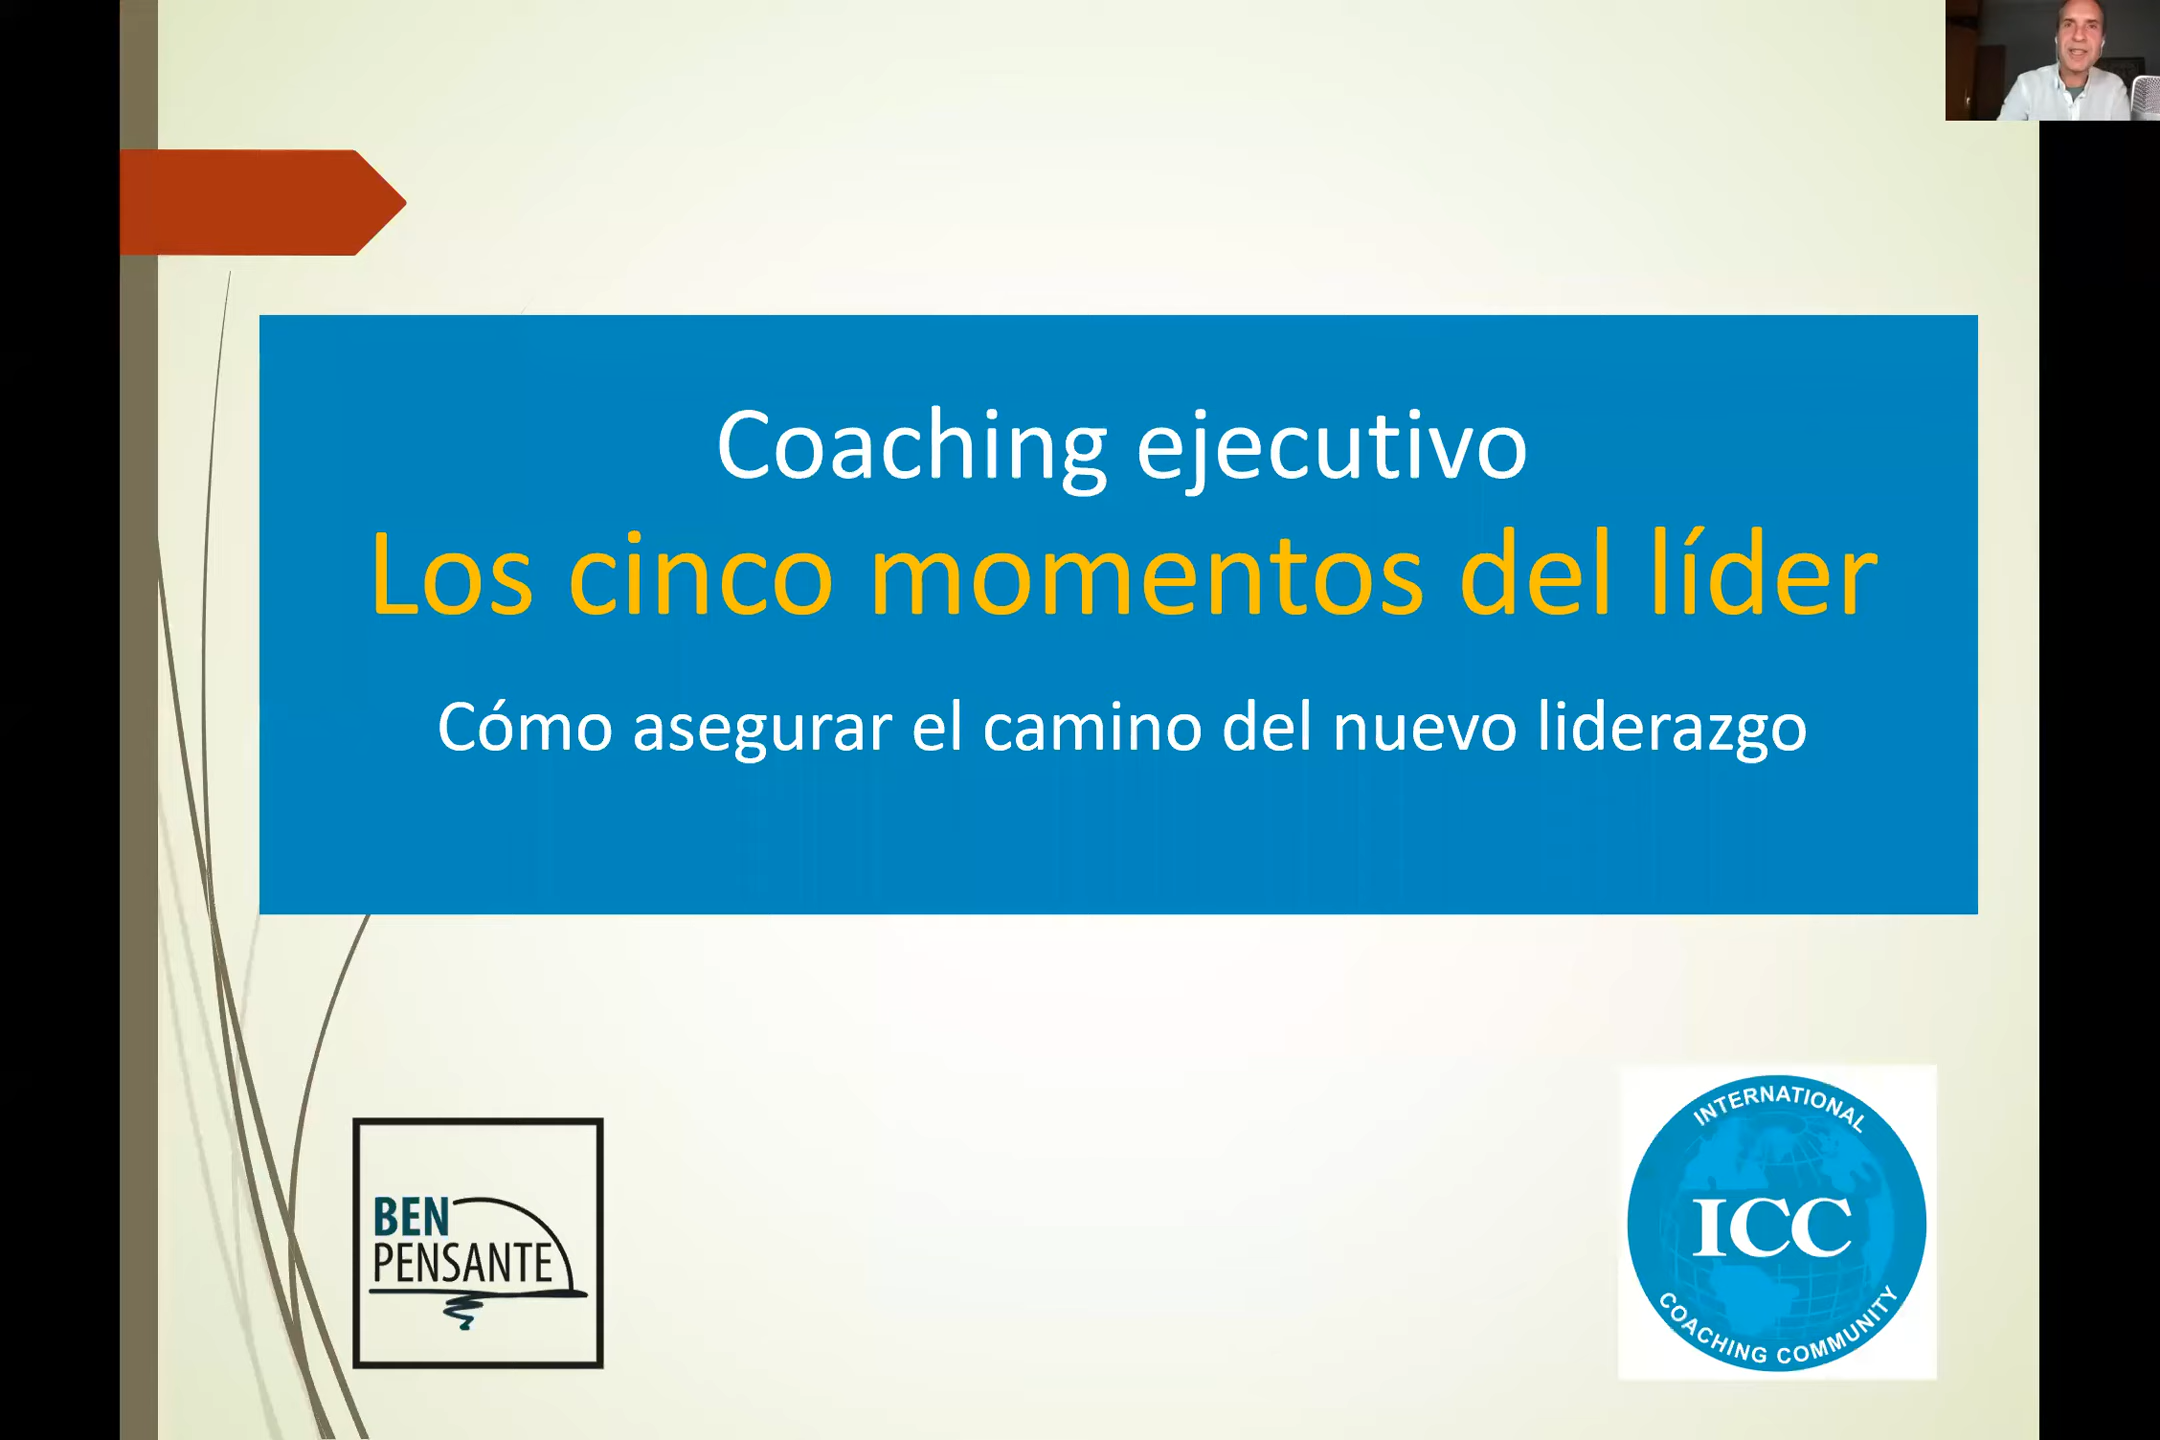 Coaching ejecutivo
Los cinco momentos del líder
Cómo asegurar el camino del nuevo liderazgo
BEN
PENSANTE
INTERNATIONAL
ICC
COACHING COMMUNITY